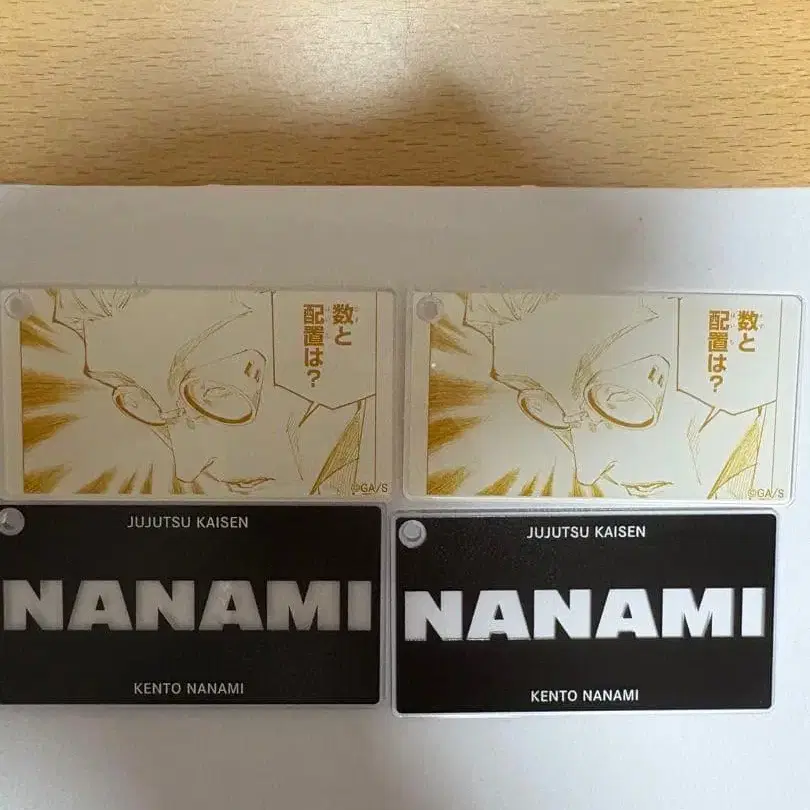 数と
配置は?
©GA/S
数と
配置は?
©GA/S
JUJUTSU KAISEN
NANAMI
KENTO NANAMI
JUJUTSU KAISEN
NANAMI
KENTO NANAMI